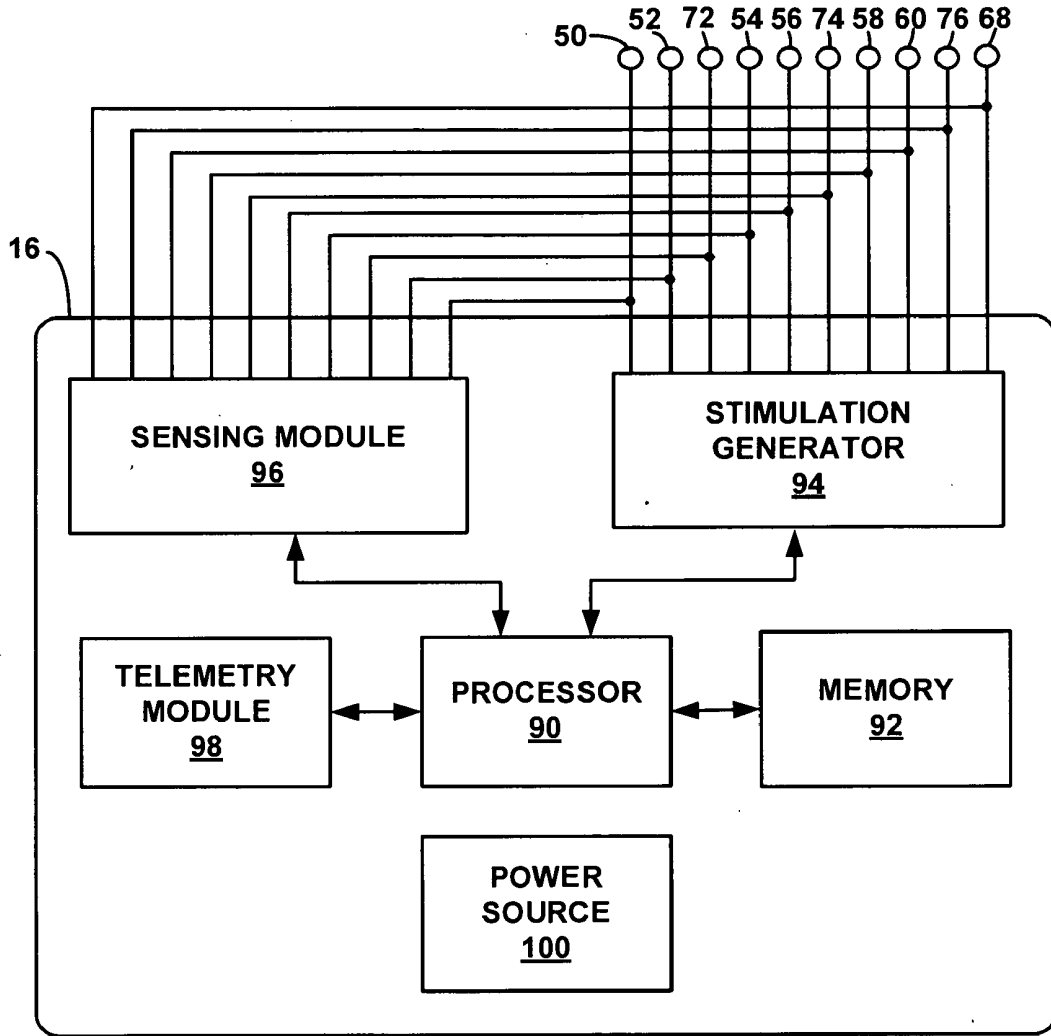 50 52 72 54 56 74 58 60 76 68
16
SENSING MODULE
96
STIMULATION
GENERATOR
94
TELEMETRY
MODULE
98
PROCESSOR
90
MEMORY
92
POWER
SOURCE
100